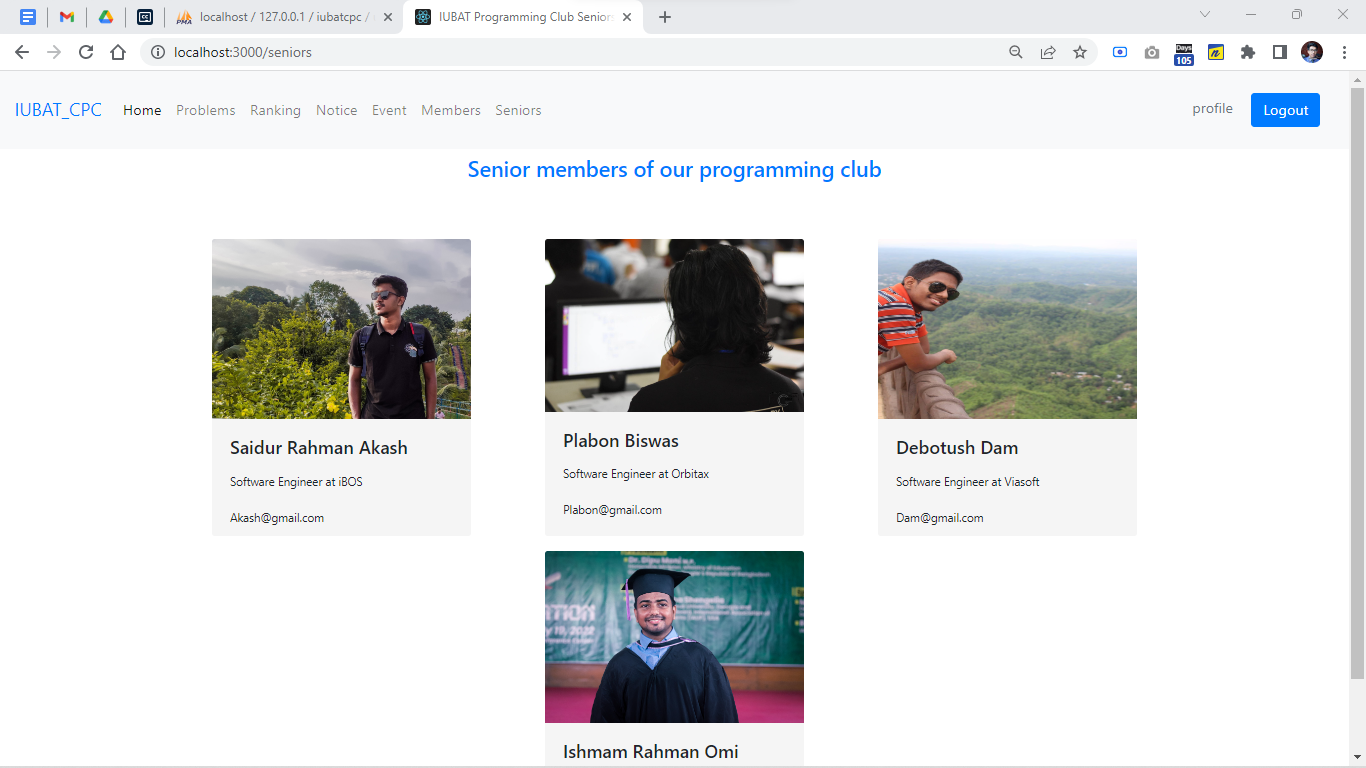 localhost / 127.0.0.1 / iubatcpc /
IUBAT Programming Club Senior
localhost:3000/seniors
Days
105
IUBAT_CPC
Home
Problems
Ranking
Notice
Event
Members
Seniors
profile
Logout
Senior members of our programming club
Saidur Rahman Akash
Software Engineer at iBOS
Akash@gmail.com
Plabon Biswas
Software Engineer at Orbitax
Plabon@gmail.com
Debotush Dam
Software Engineer at Viasoft
Dam@gmail.com
Ishmam Rahman Omi